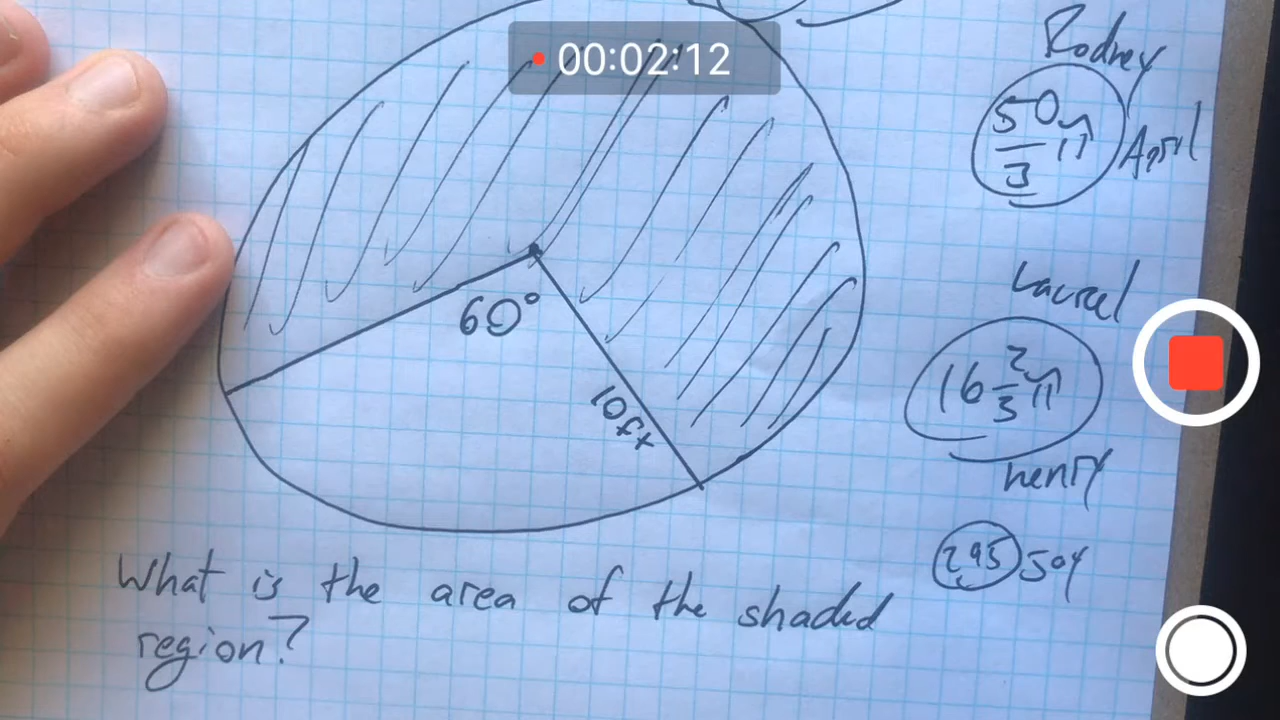 00:02:12
Rodney
50
3 π
April
60°
10ft
Laurel
16 2/3 π
Henry
295 504
What is the area of the shaded
region?